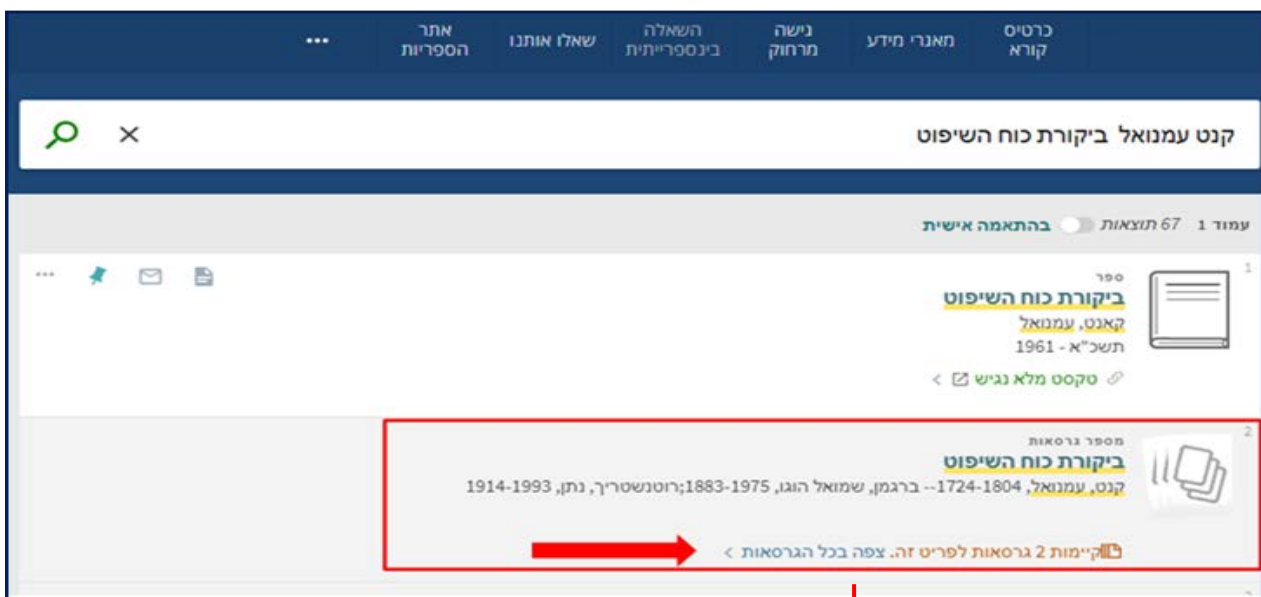 כרטיס קורא
מאגרי מידע
גישה מרחוק
השאלה בינספרייתית
שאלו אותנו
אתר הספריות
קנט עמנואל ביקורת כוח השיפוט
עמוד 1 67 תוצאות בהתאמה אישית
1
ספר
ביקורת כוח השיפוט
קאנט, עמנואל
תשכ"א - 1961
טקסט מלא נגיש
2
מספר גרסאות
ביקורת כוח השיפוט
קנט, עמנואל, 1724-1804-- ברגמן, שמואל הוגו, 1883-1975;רוטנשטריך, נתן, 1914-1993
קיימות 2 גרסאות לפריט זה. צפה בכל הגרסאות >